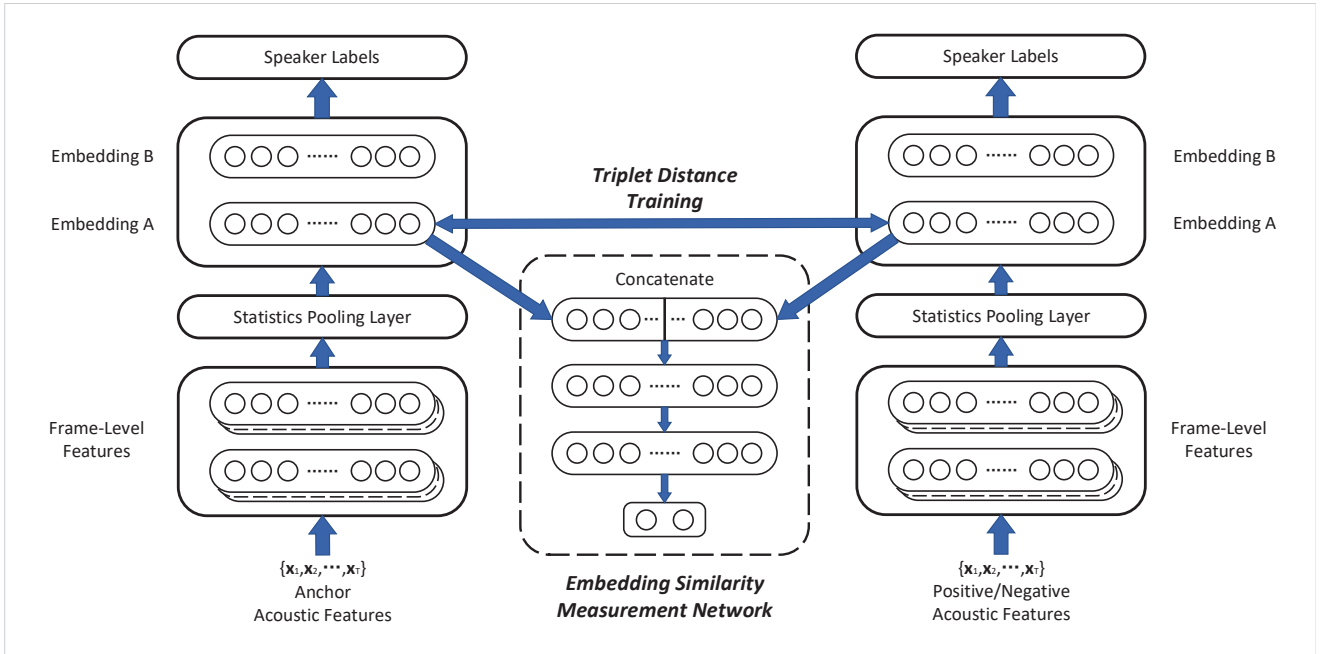 Speaker Labels
Speaker Labels
Embedding B
Embedding B
Triplet Distance
Training
Embedding A
Embedding A
Concatenate
Statistics Pooling Layer
Statistics Pooling Layer
Frame-Level
Features
Frame-Level
Features
{x₁,x₂,⋯,x_T}
Anchor
Acoustic Features
Embedding Similarity
Measurement Network
{x₁,x₂,⋯,x_T}
Positive/Negative
Acoustic Features